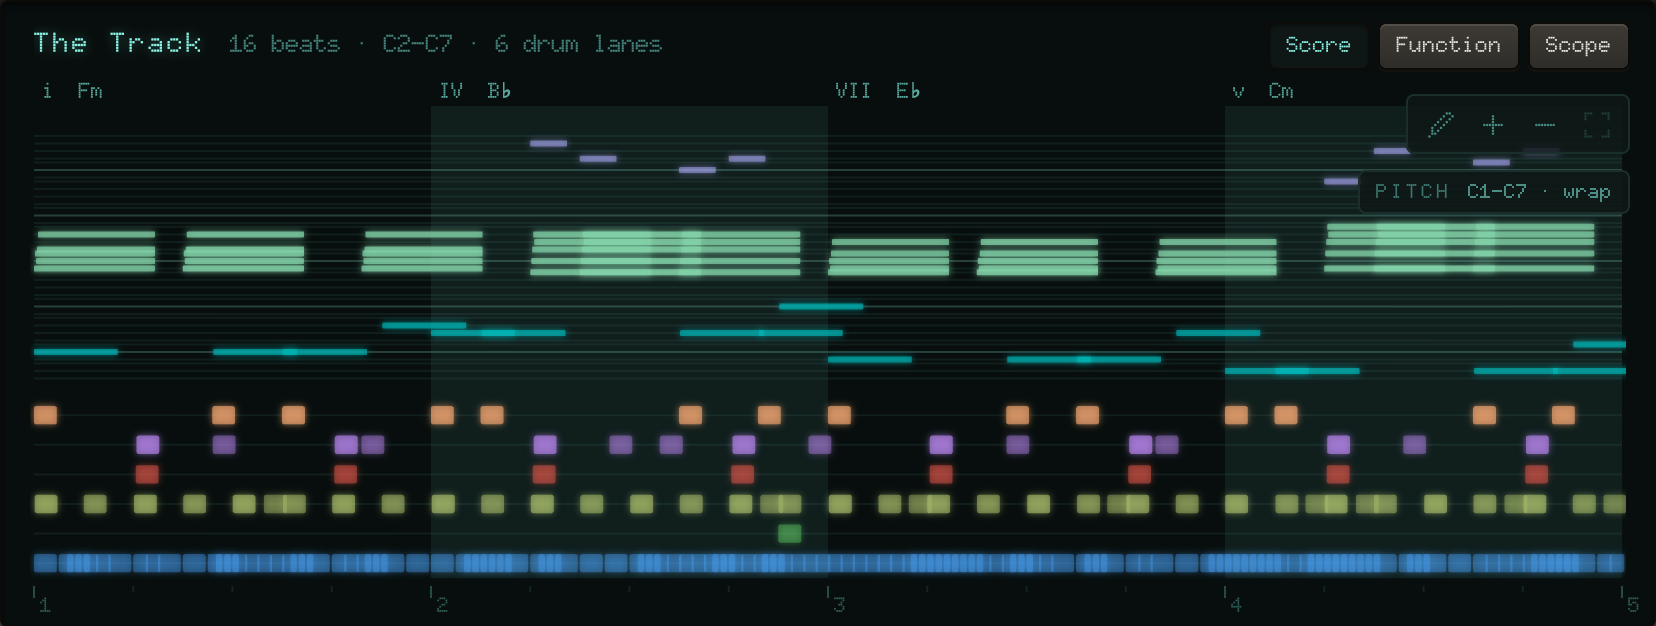 The Track 16 beats · C2–C7 · 6 drum lanes Score Function Scope
i Fm IV B♭ VII E♭ v Cm
PITCH C1–C7 · wrap
1 2 3 4 5